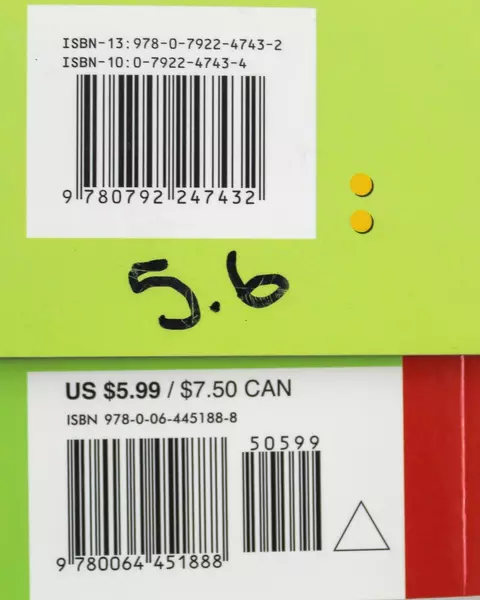 ISBN-13:978-0-7922-4743-2
ISBN-10:0-7922-4743-4
9 780792 247432
5.6
US $5.99 / $7.50 CAN
ISBN 978-0-06-445188-8
50599
9 780064 451888